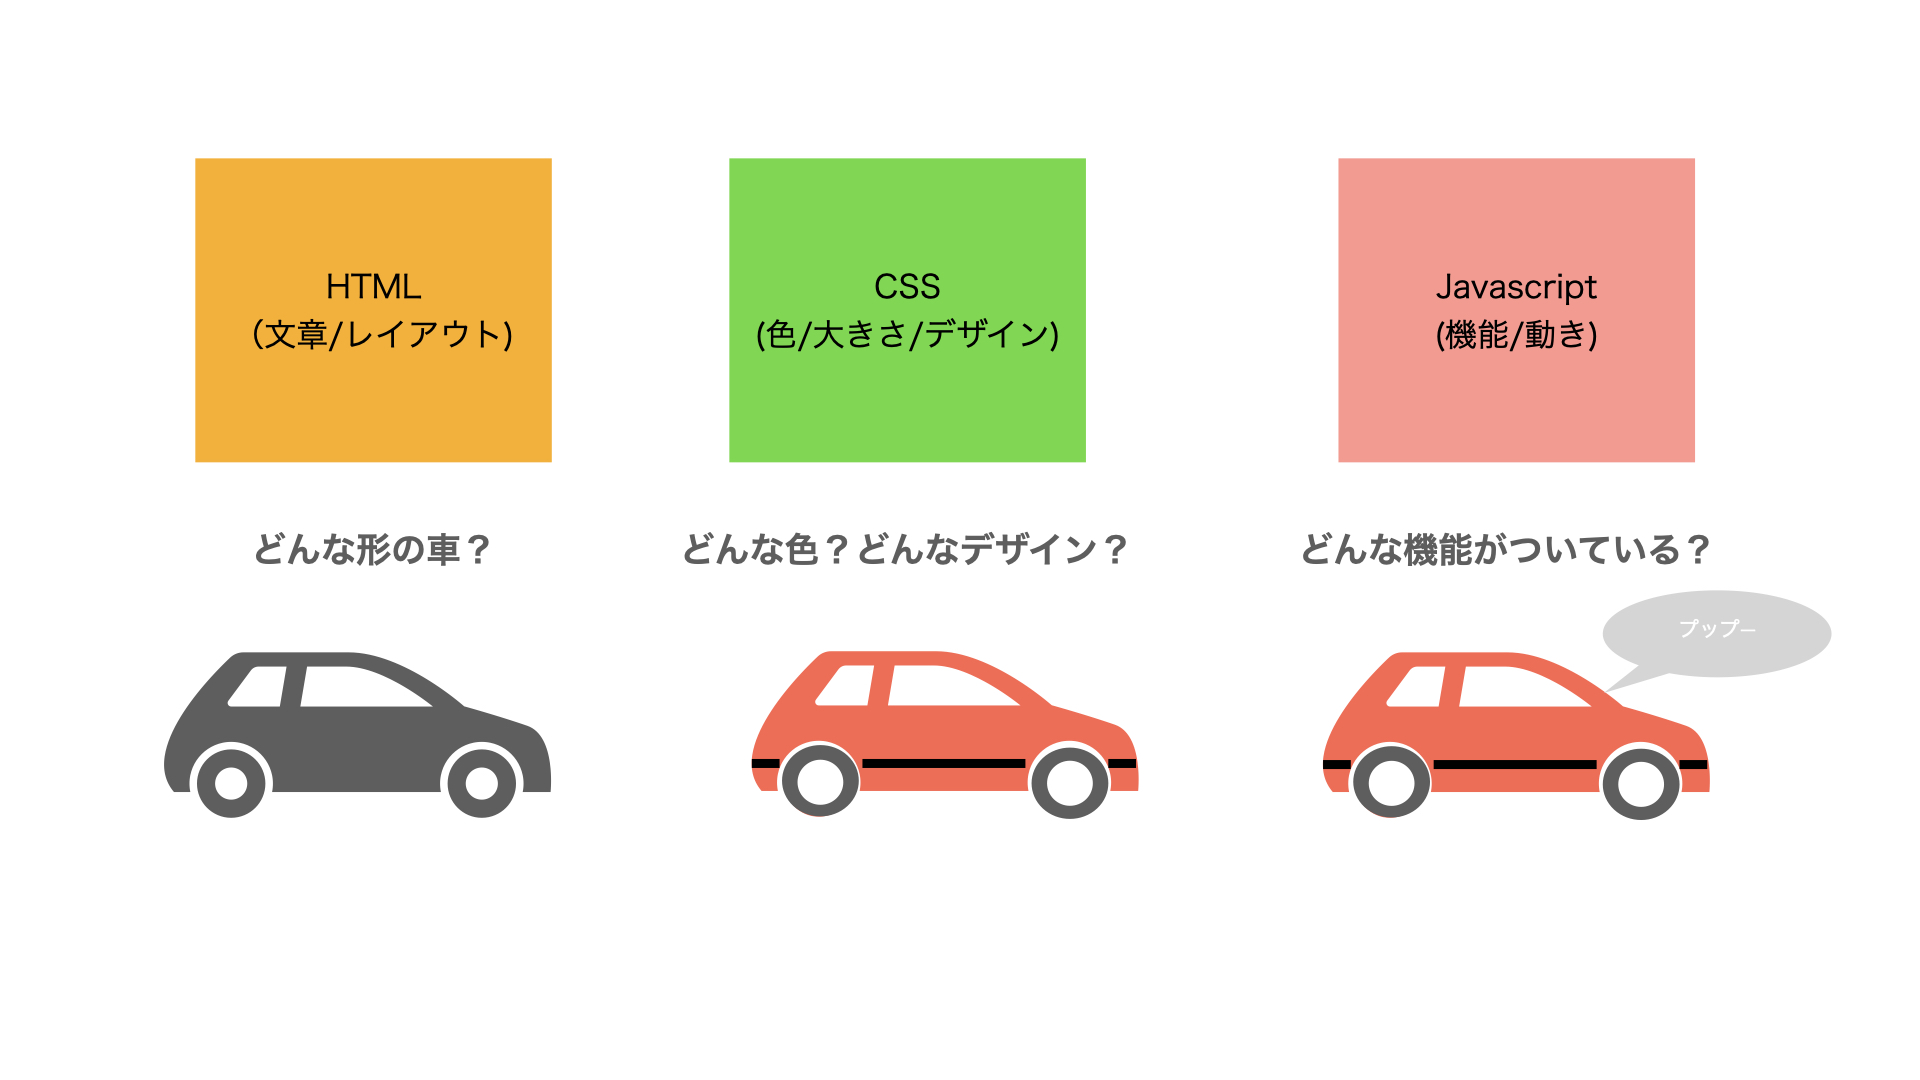 HTML
（文章/レイアウト)
CSS
(色/大きさ/デザイン)
Javascript
(機能/動き)
どんな形の車？
どんな色？どんなデザイン？
どんな機能がついている？
プップー